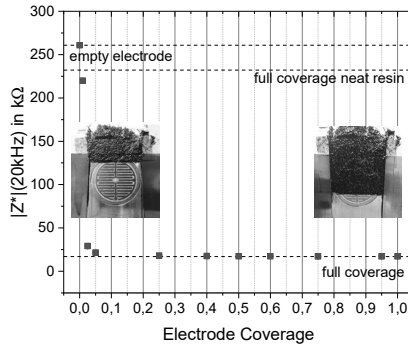 300
250
200
150
100
50
0
|Z*|(20kHz) in kΩ
empty electrode
full coverage neat resin
full coverage
0,0 0,1 0,2 0,3 0,4 0,5 0,6 0,7 0,8 0,9 1,0
Electrode Coverage